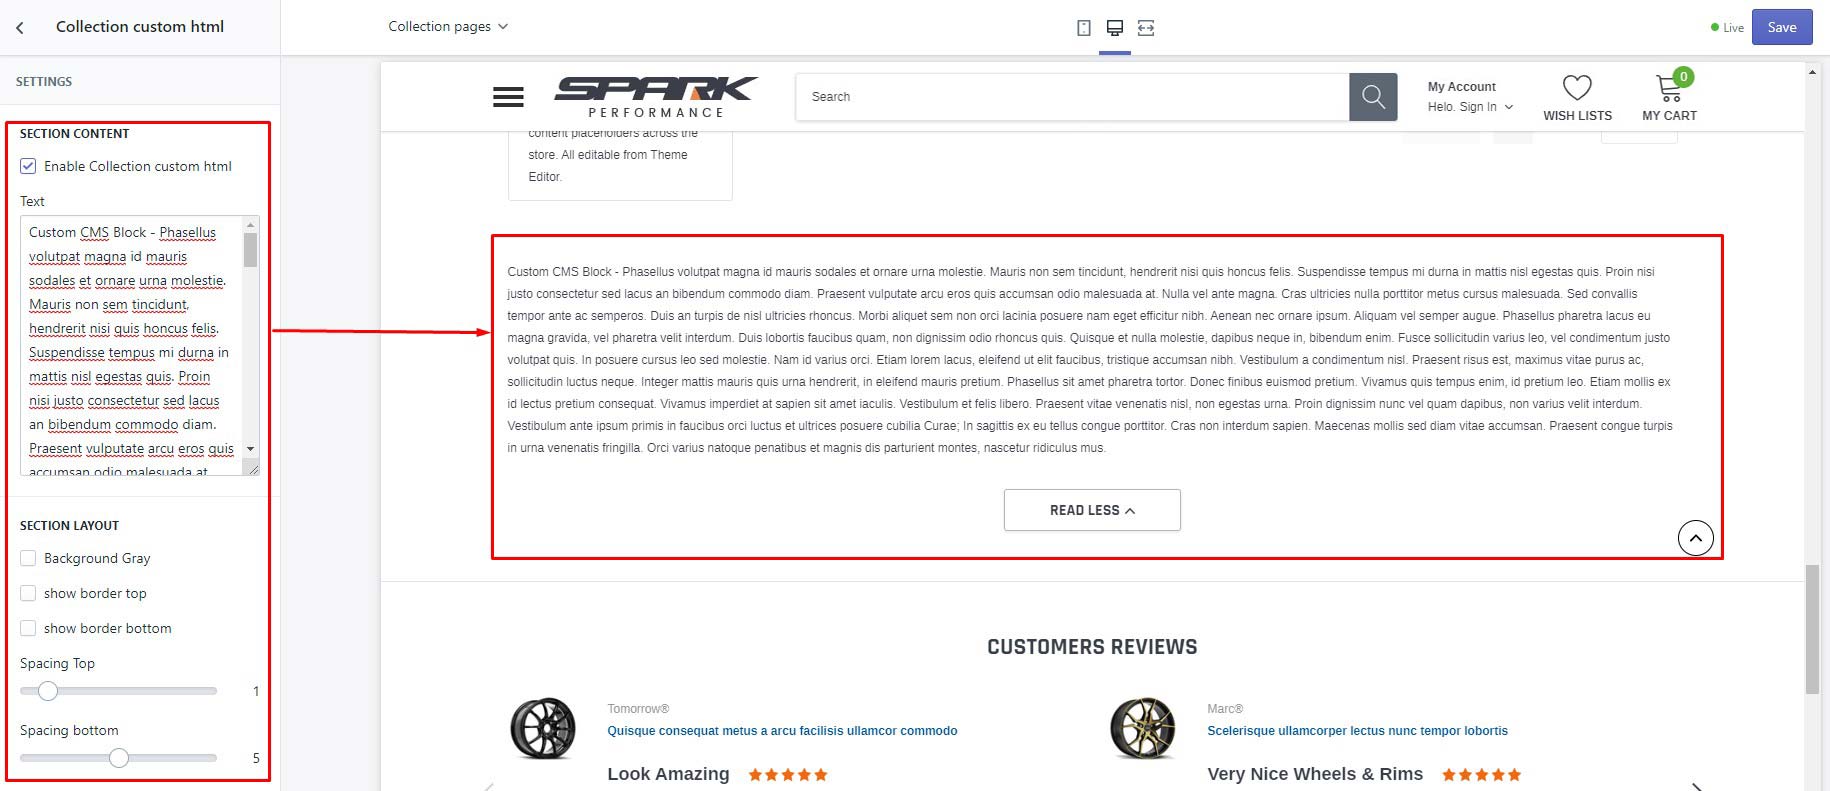 Collection custom html
Collection pages
Live
Save
SETTINGS
SECTION CONTENT
Enable Collection custom html
Text
Custom CMS Block - Phasellus
volutpat magna id mauris
sodales et ornare urna molestie.
Mauris non sem tincidunt,
hendrerit nisi quis honcus felis.
Suspendisse tempus mi durna in
mattis nisl egestas quis. Proin
nisi justo consectetur sed lacus
an bibendum commodo diam.
Praesent vulputate arcu eros quis
accumsan odio malesuada at.
SECTION LAYOUT
Background Gray
show border top
show border bottom
Spacing Top
1
Spacing bottom
5
SPARK
PERFORMANCE
Search
My Account
Helo. Sign In
WISH LISTS
0
MY CART
content placeholders across the
store. All editable from Theme
Editor.
Custom CMS Block - Phasellus volutpat magna id mauris sodales et ornare urna molestie. Mauris non sem tincidunt, hendrerit nisi quis honcus felis. Suspendisse tempus mi durna in mattis nisl egestas quis. Proin nisi
justo consectetur sed lacus an bibendum commodo diam. Praesent vulputate arcu eros quis accumsan odio malesuada at. Nulla vel ante magna. Cras ultricies nulla porttitor metus cursus malesuada. Sed convallis
tempor ante ac semperos. Duis an turpis de nisl ultricies rhoncus. Morbi aliquet sem non orci lacinia posuere nam eget efficitur nibh. Aenean nec ornare ipsum. Aliquam vel semper augue. Phasellus pharetra lacus eu
magna gravida, vel pharetra velit interdum. Duis lobortis faucibus quam, non dignissim odio rhoncus quis. Quisque et nulla molestie, dapibus neque in, bibendum enim. Fusce sollicitudin varius leo, vel condimentum justo
volutpat quis. In posuere cursus leo sed molestie. Nam id varius orci. Etiam lorem lacus, eleifend ut elit faucibus, tristique accumsan nibh. Vestibulum a condimentum nisl. Praesent risus est, maximus vitae purus ac,
sollicitudin luctus neque. Integer mattis mauris quis urna hendrerit, in eleifend mauris pretium. Phasellus sit amet pharetra tortor. Donec finibus euismod pretium. Vivamus quis tempus enim, id pretium leo. Etiam mollis ex
id lectus pretium consequat. Vivamus imperdiet at sapien sit amet iaculis. Vestibulum et felis libero. Praesent vitae venenatis nisl, non egestas urna. Proin dignissim nunc vel quam dapibus, non varius velit interdum.
Vestibulum ante ipsum primis in faucibus orci luctus et ultrices posuere cubilia Curae; In sagittis ex eu tellus congue porttitor. Cras non interdum sapien. Maecenas mollis sed diam vitae accumsan. Praesent congue turpis
in urna venenatis fringilla. Orci varius natoque penatibus et magnis dis parturient montes, nascetur ridiculus mus.
READ LESS
CUSTOMERS REVIEWS
Tomorrow®
Quisque consequat metus a arcu facilisis ullamcor commodo
Look Amazing
Marc®
Scelerisque ullamcorper lectus nunc tempor lobortis
Very Nice Wheels & Rims